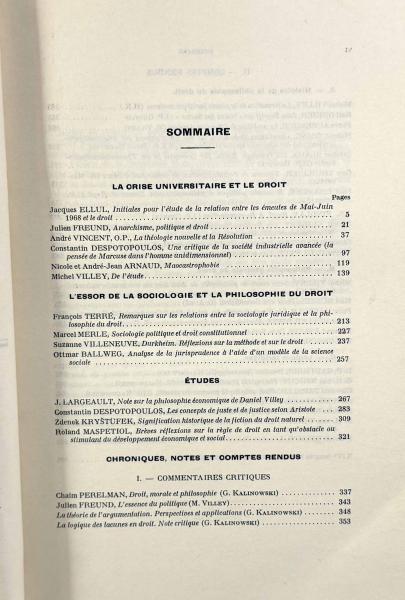 SOMMAIRE
LA CRISE UNIVERSITAIRE ET LE DROIT
Pages
Jacques ELLUL, Initiales pour l'étude de la relation entre les émeutes de Mai-Juin
1968 et le droit 5
Julien FREUND, Anarchisme, politique et droit 21
André VINCENT, O.P., La théologie nouvelle et la Révolution 37
Constantin DESPOTOPOULOS, Une critique de la société industrielle avancée (la
pensée de Marcuse dans l'homme unidimensionnel) 97
Nicole et André-Jean ARNAUD, Maocastrophobie 119
Michel VILLEY, De l'étude 139
L'ESSOR DE LA SOCIOLOGIE ET LA PHILOSOPHIE DU DROIT
François TERRÉ, Remarques sur les relations entre la sociologie juridique et la phi-
losophie du droit 213
Marcel MERLE, Sociologie politique et droit constitutionnel 227
Suzanne VILLENEUVE, Durkheim. Réflexions sur la méthode et sur le droit 237
Ottmar BALLWEG, Analyse de la jurisprudence à l'aide d'un modèle de la science
sociale 257
ÉTUDES
J. LARGEAULT, Note sur la philosophie économique de Daniel Villey 267
Constantin DESPOTOPOULOS, Les concepts de juste et de justice selon Aristote 283
Zdenek KRYŠTUFEK, Signification historique de la fiction du droit naturel 309
Roland MASPETIOL, Brèves réflexions sur la règle de droit en tant qu'obstacle ou
stimulant du développement économique et social 321
CHRONIQUES, NOTES ET COMPTES RENDUS
I. — COMMENTAIRES CRITIQUES
Chaim PERELMAN, Droit, morale et philosophie (G. KALINOWSKI) 337
Julien FREUND, L'essence du politique (M. VILLEY) 343
La théorie de l'argumentation. Perspectives et applications (G. KALINOWSKI) 348
La logique des lacunes en droit. Note critique (G. KALINOWSKI) 353